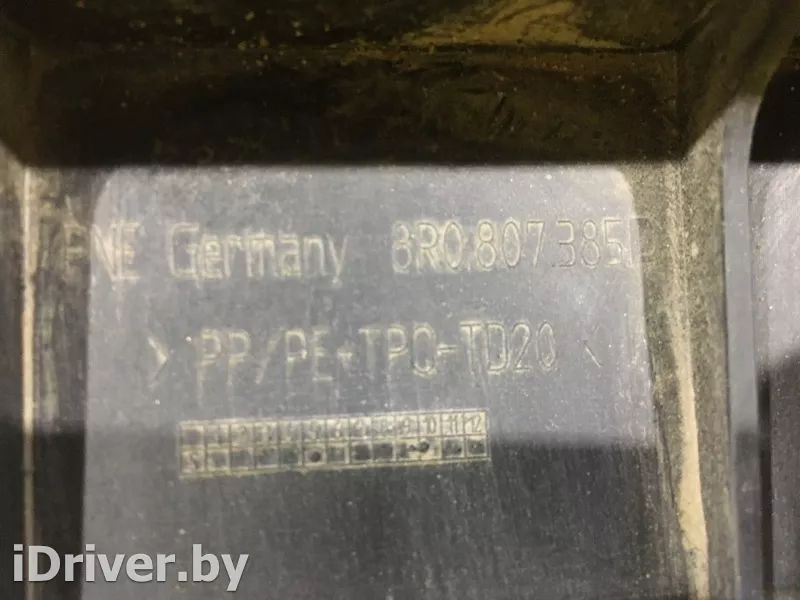 Germany 8R0.807.385
> PP/PE+TPO-TD20 <
1 2 3 4 5 6 7 8 9 10 11 12
iDriver.by